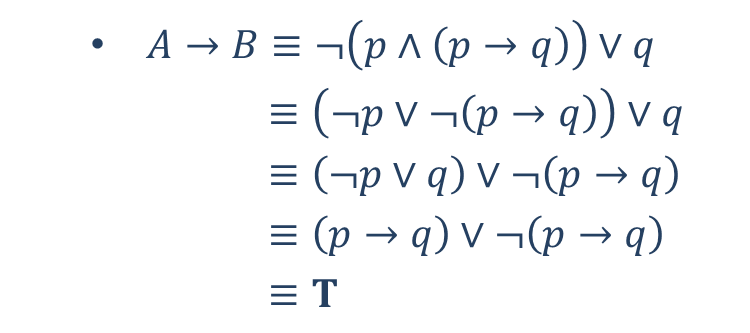 • A → B ≡ ¬(p ∧ (p → q)) ∨ q
≡ (¬p ∨ ¬(p → q)) ∨ q
≡ (¬p ∨ q) ∨ ¬(p → q)
≡ (p → q) ∨ ¬(p → q)
≡ T